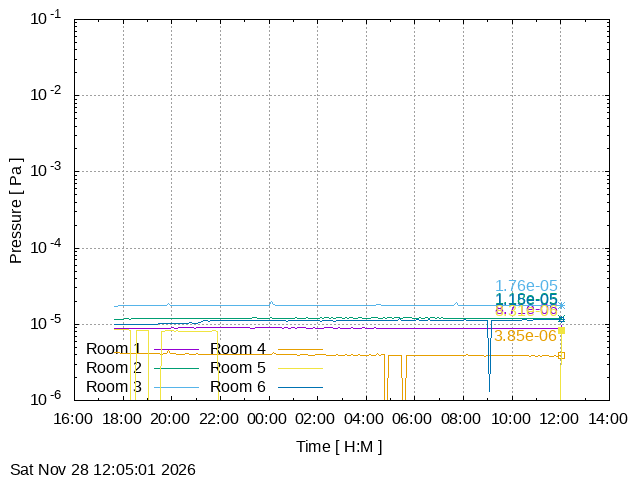 10^-1
10^-2
10^-3
10^-4
10^-5
10^-6
Pressure [ Pa ]
1.76e-05
1.18e-05
3.85e-06
Room 1
Room 4
Room 2
Room 5
Room 3
Room 6
16:00 18:00 20:00 22:00 00:00 02:00 04:00 06:00 08:00 10:00 12:00 14:00
Time [ H:M ]
Sat Nov 28 12:05:01 2026